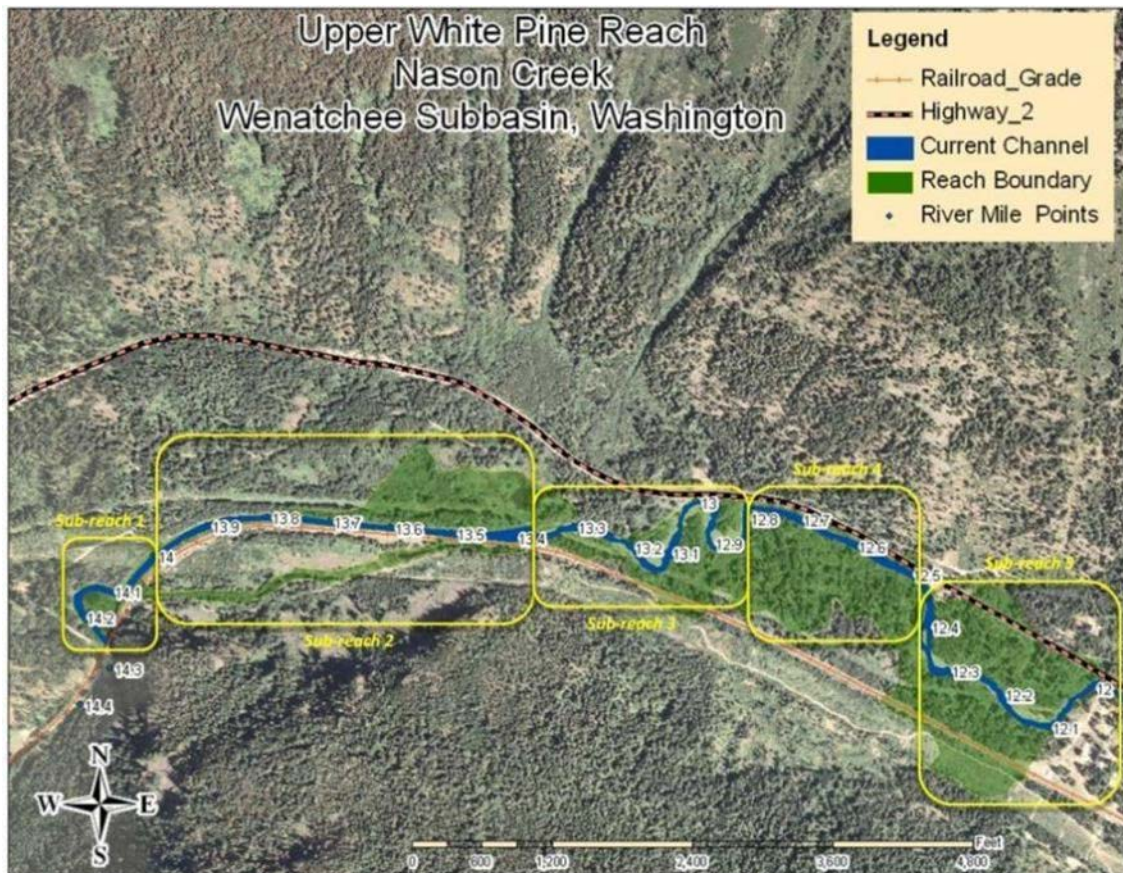 Upper White Pine Reach
Nason Creek
Wenatchee Subbasin, Washington
Legend
Railroad_Grade
Highway_2
Current Channel
Reach Boundary
River Mile Points
Sub-reach 1
14.1
14.2
14.3
14.4
14
13.9
13.8
13.7
13.6
13.5
13.4
Sub-reach 2
13.3
13.2
13.1
13
12.9
Sub-reach 3
Sub-reach 4
12.8
12.7
12.6
12.5
Sub-reach 5
12.4
12.3
12.2
12.1
12
N
W E
S
Feet
0 600 1,200 2,400 3,600 4,800